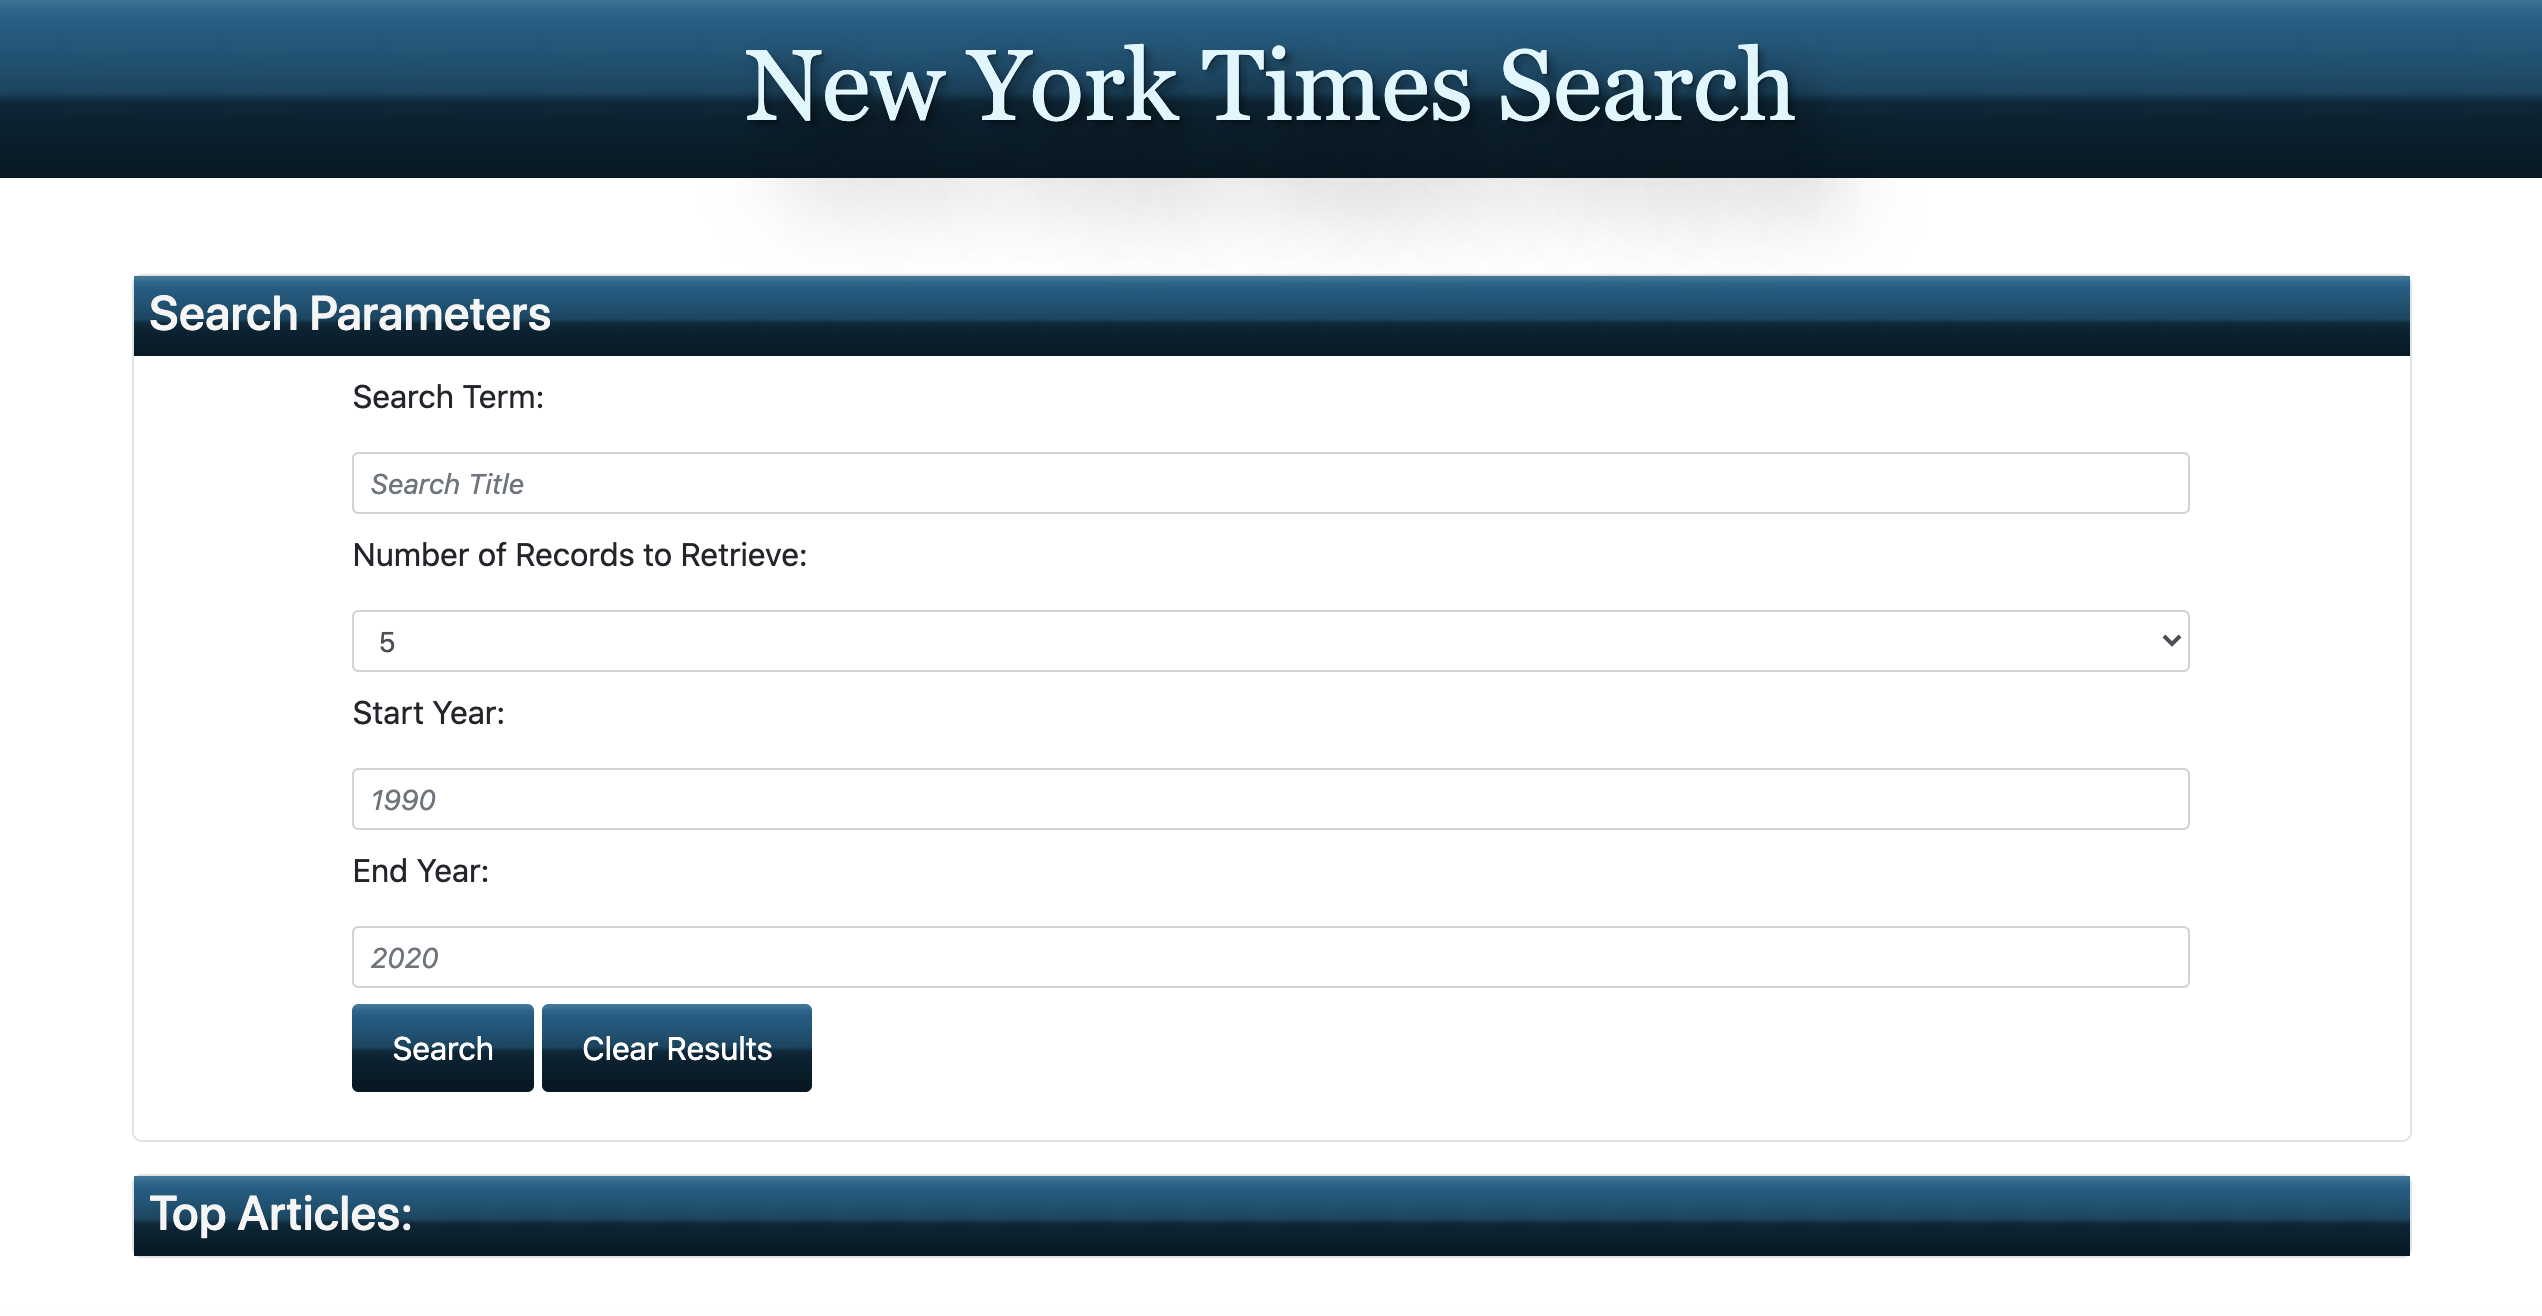 New York Times Search
Search Parameters
Search Term:
Search Title
Number of Records to Retrieve:
5
Start Year:
1990
End Year:
2020
Search Clear Results
Top Articles: